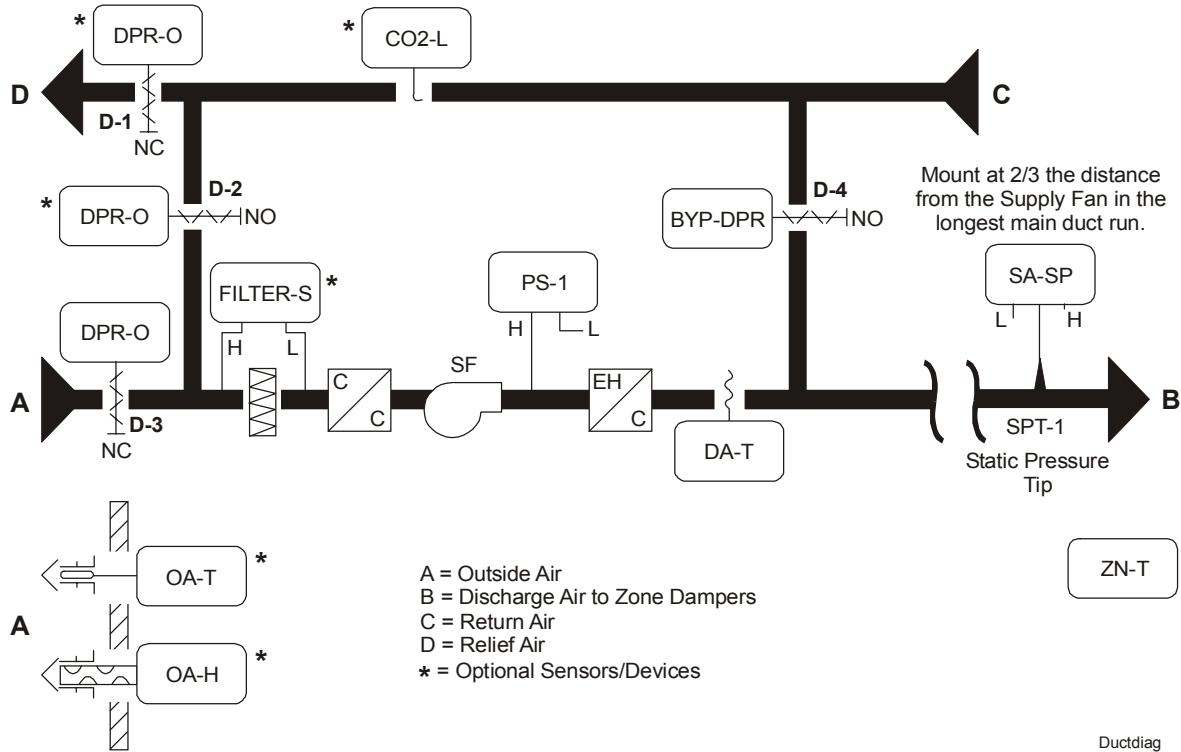 * DPR-O
* CO2-L
D
D-1
NC
C
* DPR-O
D-2
NO
BYP-DPR
D-4
NO
Mount at 2/3 the distance
from the Supply Fan in the
longest main duct run.
SA-SP
L
H
FILTER-S *
H
L
PS-1
H
L
DPR-O
A
D-3
NC
C
C
SF
EH
C
DA-T
B
SPT-1
Static Pressure
Tip
OA-T *
A
OA-H *
A = Outside Air
B = Discharge Air to Zone Dampers
C = Return Air
D = Relief Air
* = Optional Sensors/Devices
ZN-T
Ductdiag